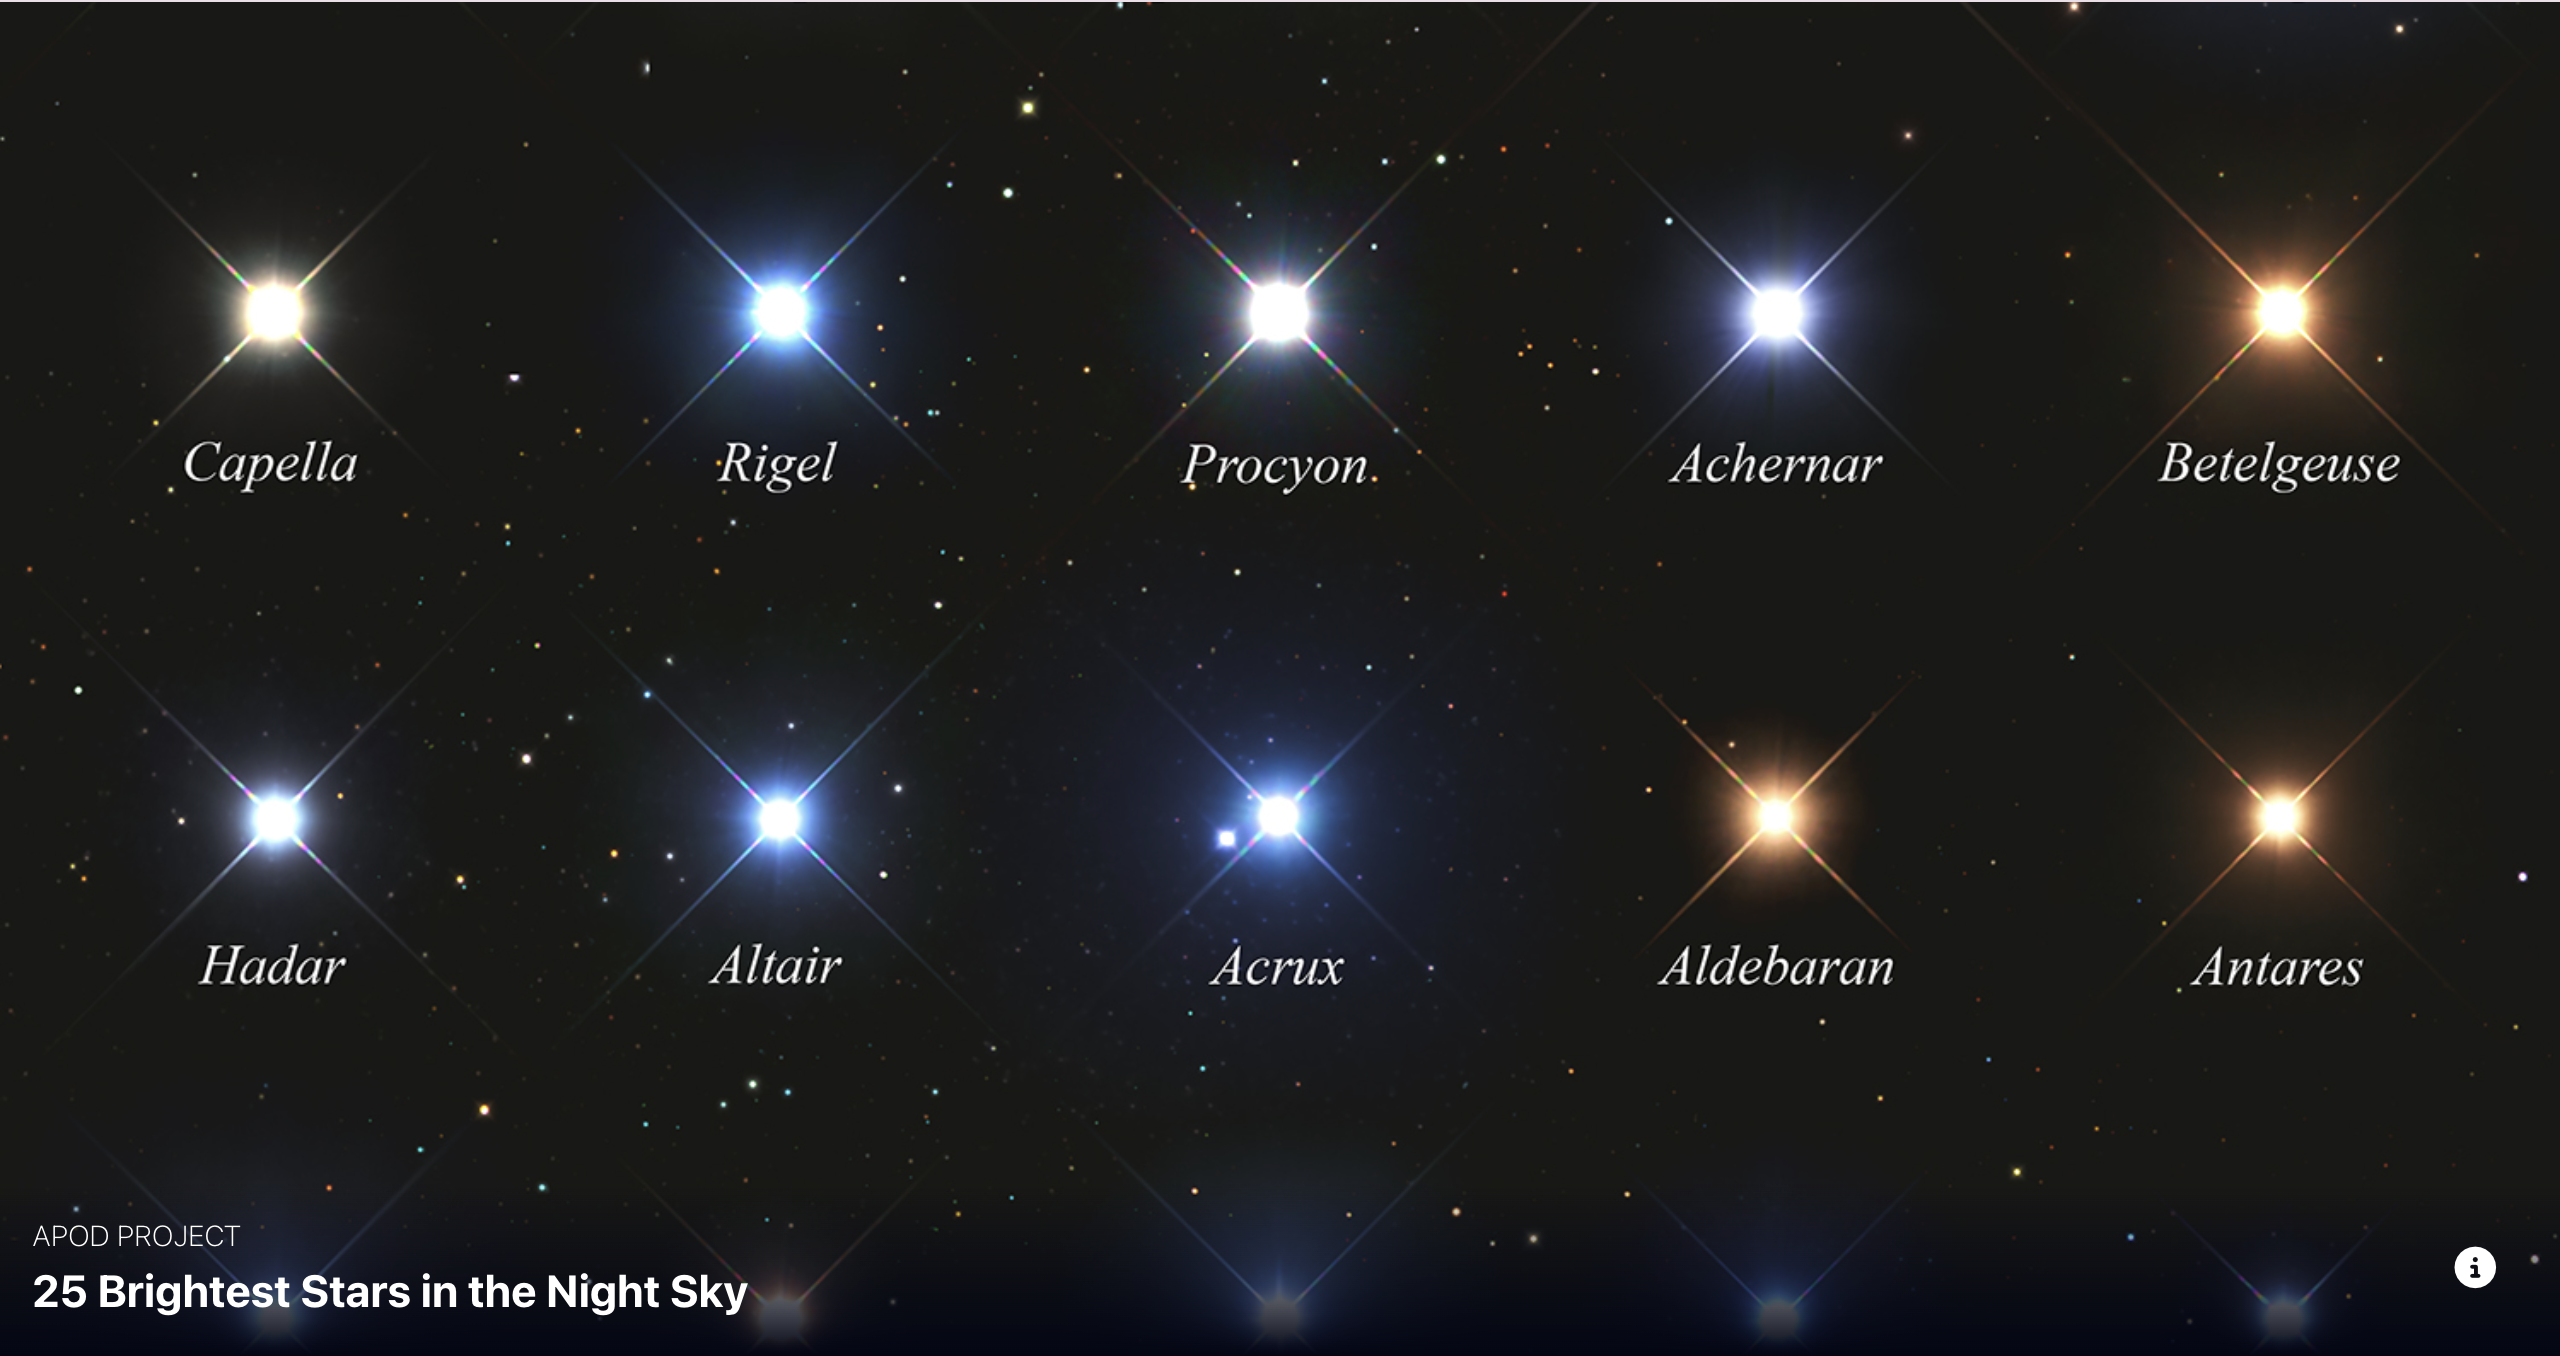 Capella Rigel Procyon Achernar Betelgeuse
Hadar Altair Acrux Aldebaran Antares
APOD PROJECT
25 Brightest Stars in the Night Sky